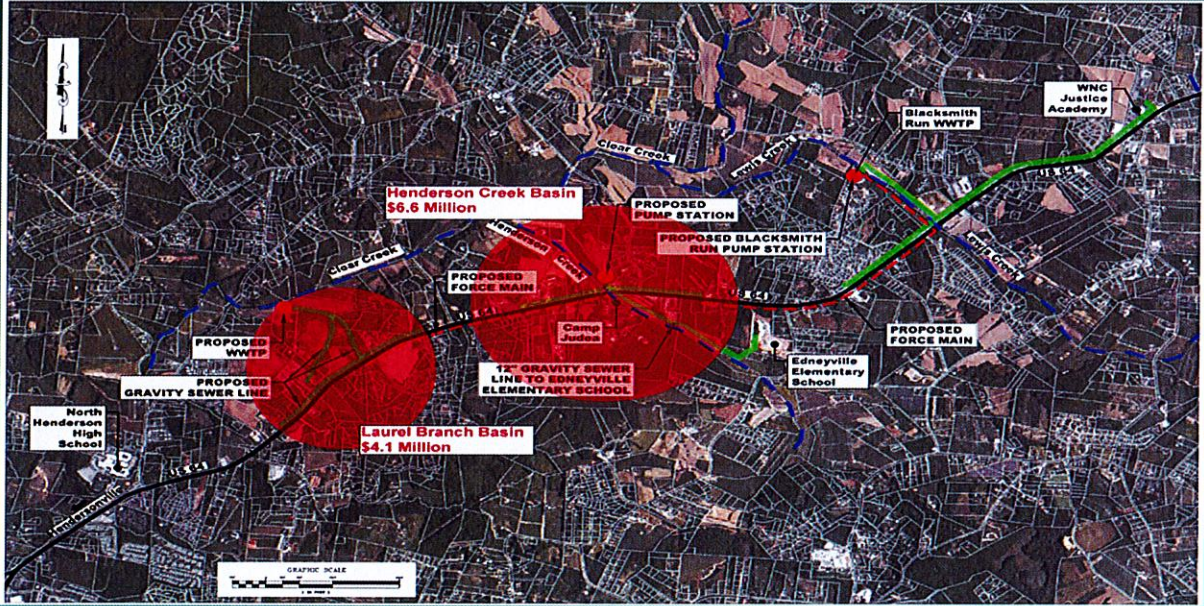 WNC
Justice
Academy
Blacksmith
Run WWTP
Clear Creek
Lewis Creek
US 64
Henderson Creek Basin
$6.6 Million
PROPOSED
PUMP STATION
PROPOSED BLACKSMITH
RUN PUMP STATION
Henderson Creek
Lewis Creek
Clear Creek
PROPOSED
FORCE MAIN
US 64
US 64
Camp
Judea
PROPOSED
WWTP
PROPOSED
FORCE MAIN
12" GRAVITY SEWER
LINE TO EDNEYVILLE
ELEMENTARY SCHOOL
Edneyville
Elementary
School
PROPOSED
GRAVITY SEWER LINE
North
Henderson
High
School
Laurel Branch Basin
$4.1 Million
US 64
GRAPHIC SCALE